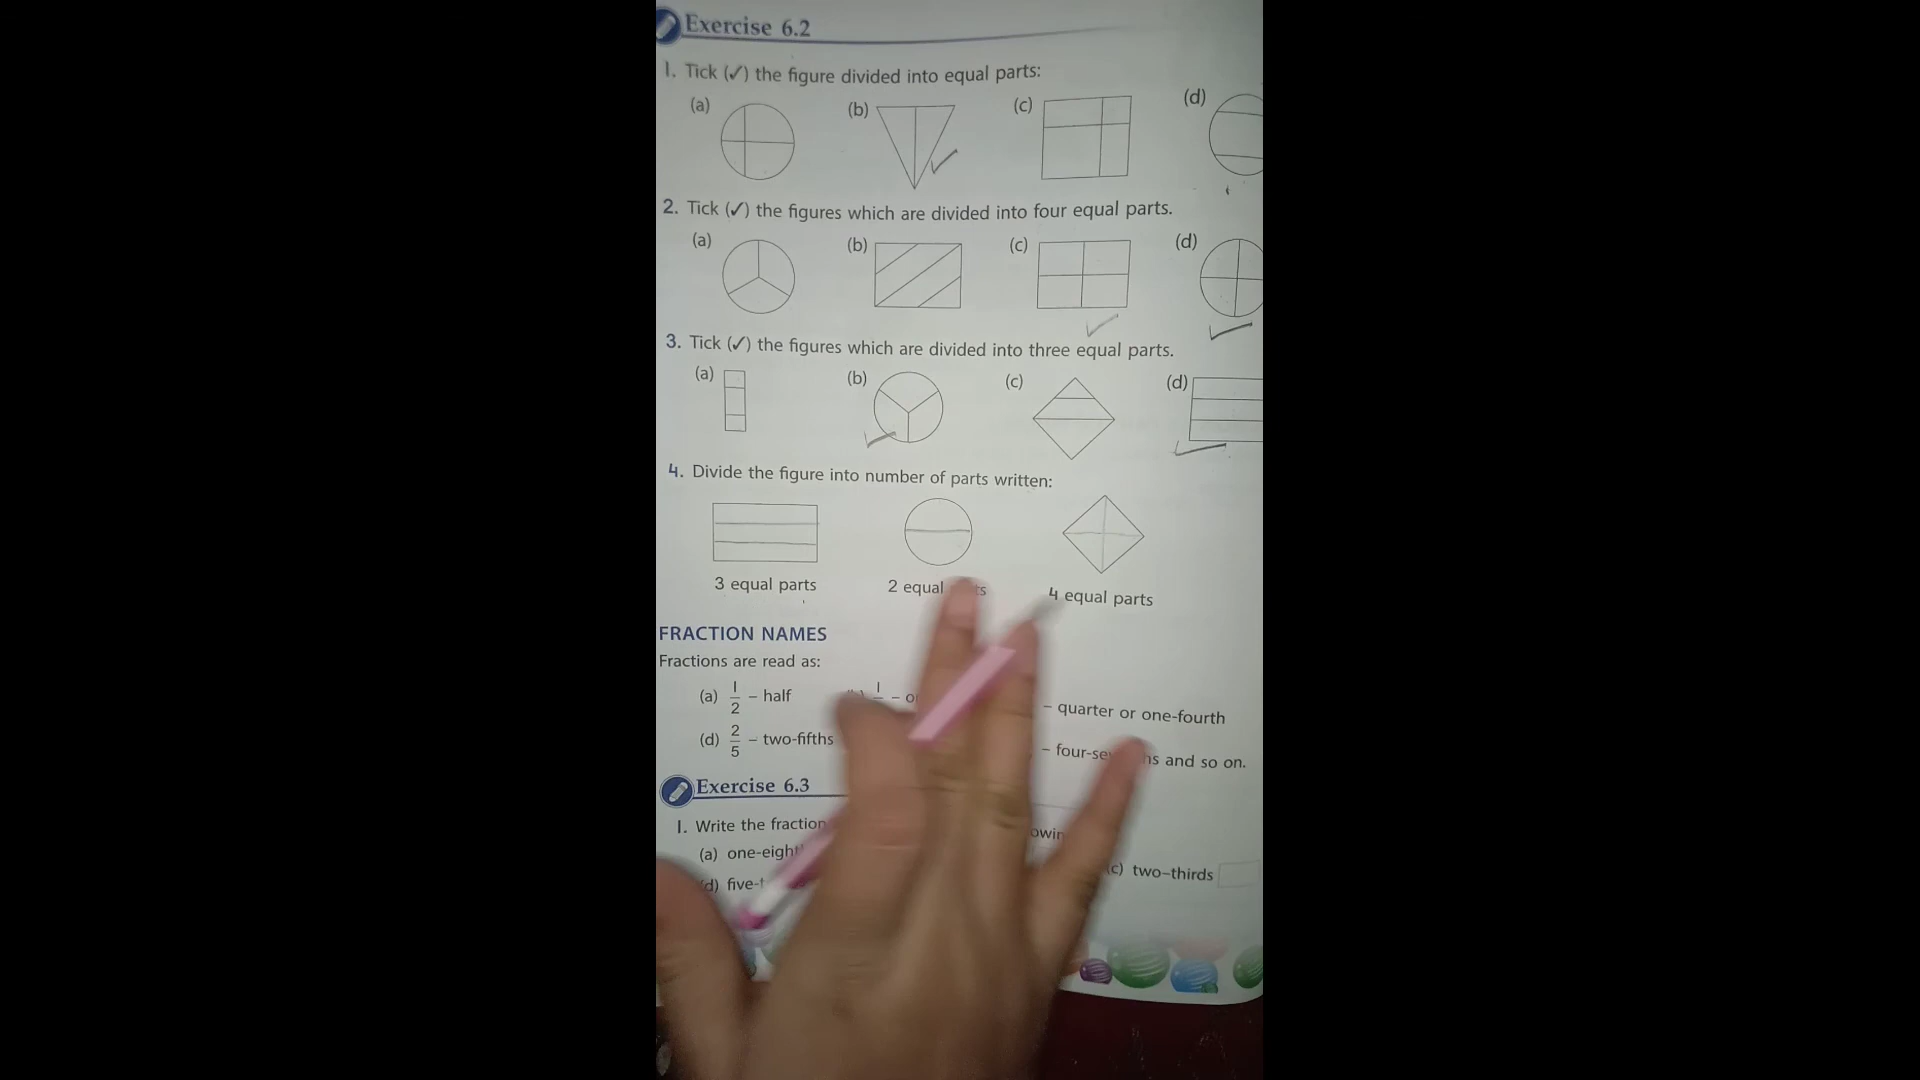 Exercise 6.2
1. Tick (✓) the figure divided into equal parts:
(a) (b) (c) (d)
2. Tick (✓) the figures which are divided into four equal parts.
(a) (b) (c) (d)
3. Tick (✓) the figures which are divided into three equal parts.
(a) (b) (c) (d)
4. Divide the figure into number of parts written:
3 equal parts 2 equal 4 equal parts
FRACTION NAMES
Fractions are read as:
(a) 1/2 – half 1 – – quarter or one-fourth
(d) 2/5 – two-fifths – and so on.
Exercise 6.3
1. Write the fraction
(a) (c) two-thirds
(d)